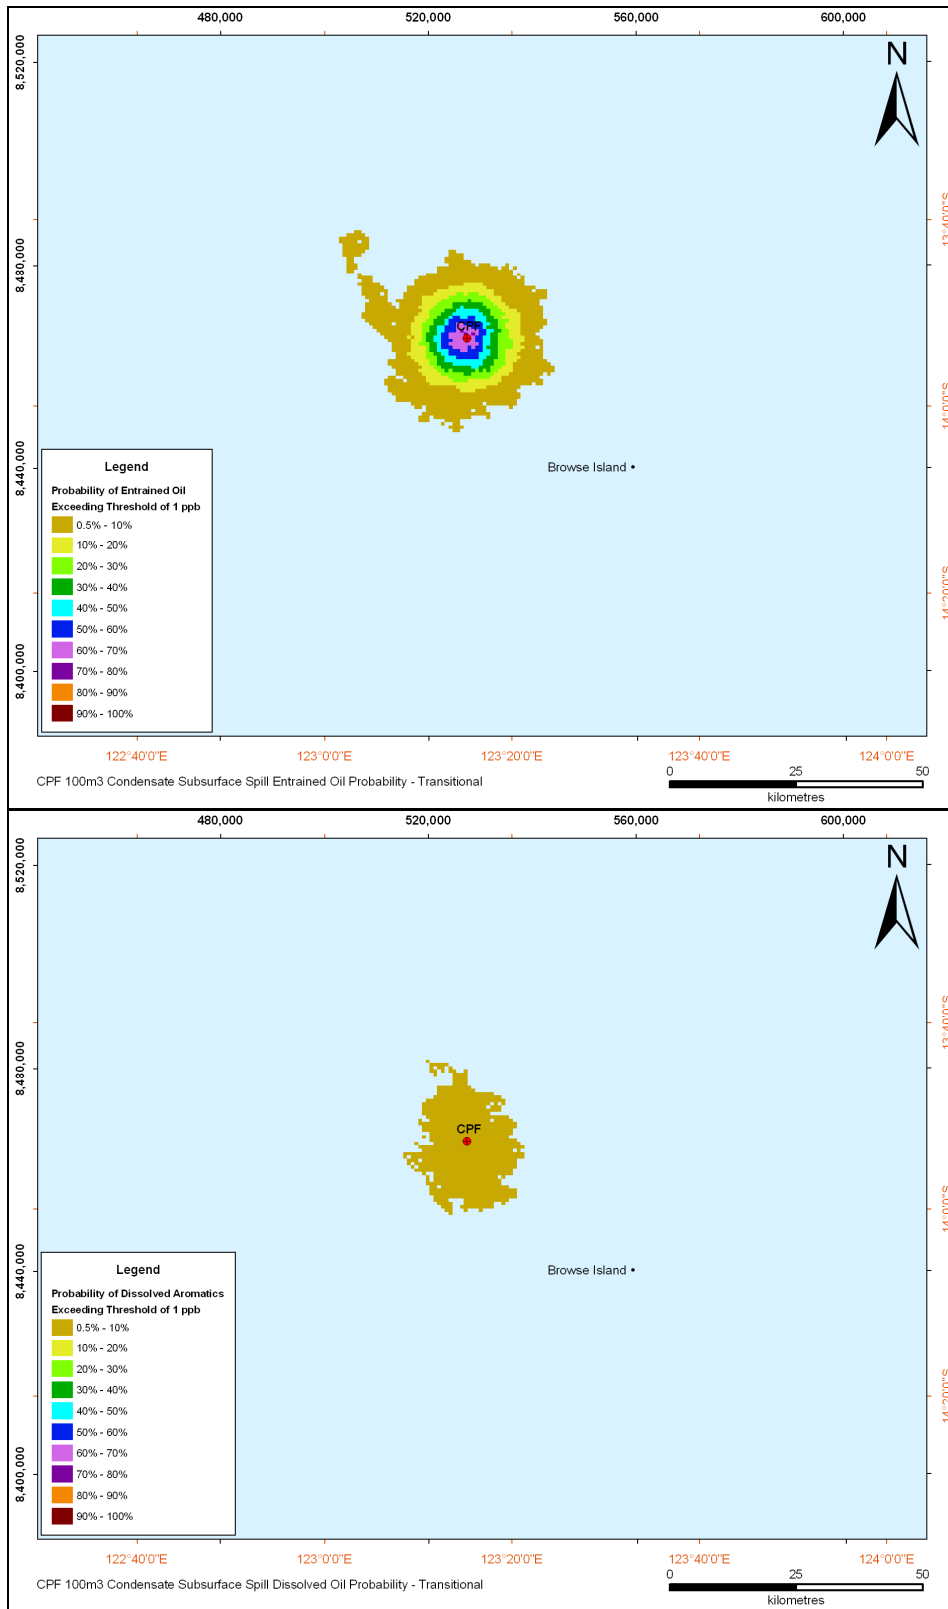 480,000 520,000 560,000 600,000
8,520,000
N
13°40'0"S
8,480,000
CPF
14°0'0"S
8,440,000
Browse Island
Legend
Probability of Entrained Oil
Exceeding Threshold of 1 ppb
0.5% - 10%
10% - 20%
20% - 30%
30% - 40%
40% - 50%
50% - 60%
60% - 70%
70% - 80%
80% - 90%
90% - 100%
14°20'0"S
8,400,000
122°40'0"E 123°0'0"E 123°20'0"E 123°40'0"E 124°0'0"E
CPF 100m3 Condensate Subsurface Spill Entrained Oil Probability - Transitional
0 25 50
kilometres
480,000 520,000 560,000 600,000
8,520,000
N
13°40'0"S
8,480,000
CPF
14°0'0"S
8,440,000
Browse Island
Legend
Probability of Dissolved Aromatics
Exceeding Threshold of 1 ppb
0.5% - 10%
10% - 20%
20% - 30%
30% - 40%
40% - 50%
50% - 60%
60% - 70%
70% - 80%
80% - 90%
90% - 100%
14°20'0"S
8,400,000
122°40'0"E 123°0'0"E 123°20'0"E 123°40'0"E 124°0'0"E
CPF 100m3 Condensate Subsurface Spill Dissolved Oil Probability - Transitional
0 25 50
kilometres